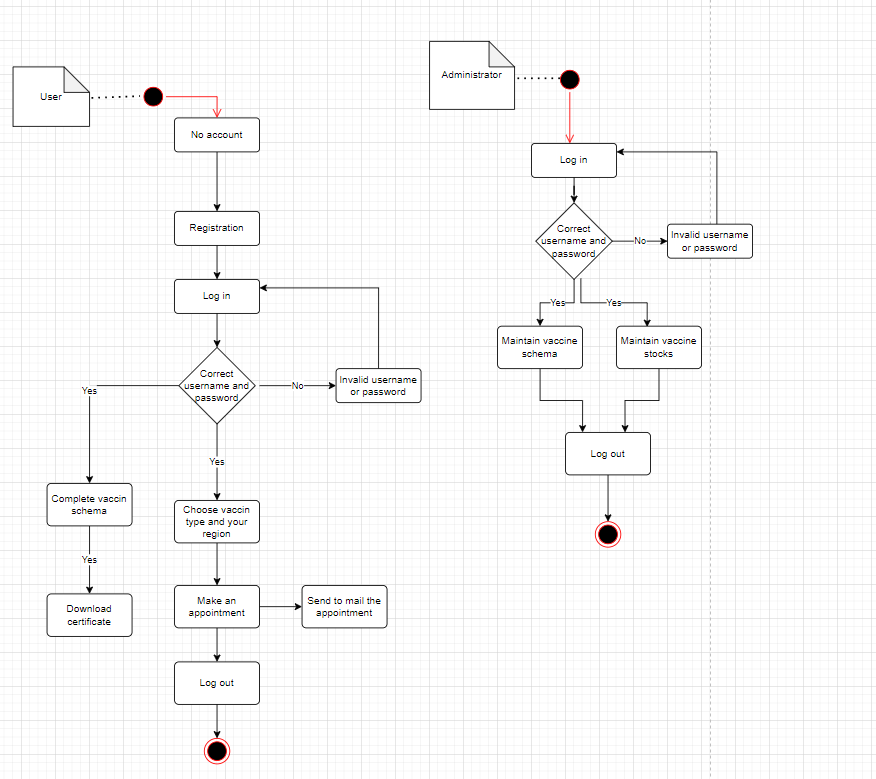 User
No account
Registration
Log in
Correct
username and
password
No
Invalid username
or password
Yes
Yes
Complete vaccin
schema
Yes
Download
certificate
Choose vaccin
type and your
region
Make an
appointment
Send to mail the
appointment
Log out
Administrator
Log in
Correct
username and
password
No
Invalid username
or password
Yes
Yes
Maintain vaccine
schema
Maintain vaccine
stocks
Log out